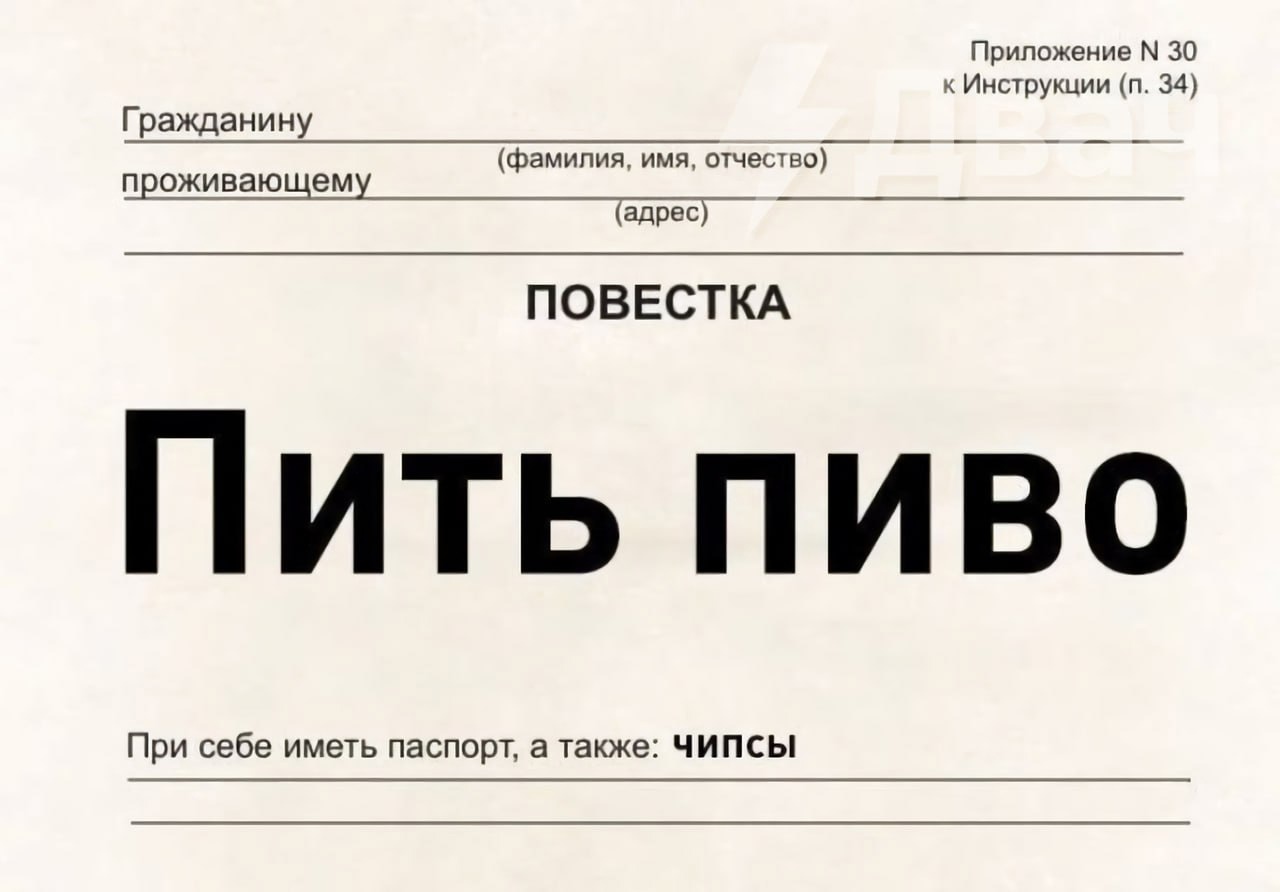 Приложение N 30
к Инструкции (п. 34)
Двач
Гражданину
(фамилия, имя, отчество)
проживающему
(адрес)
ПОВЕСТКА
Пить пиво
При себе иметь паспорт, а также: чипсы